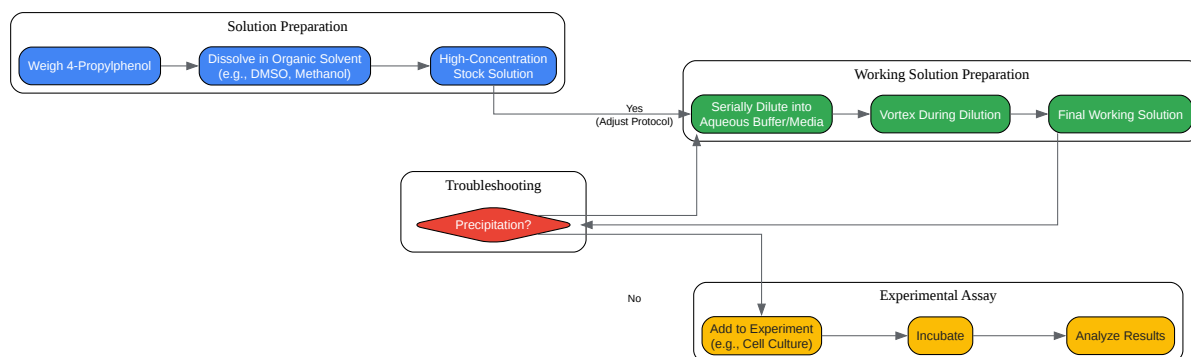 Solution Preparation
Weigh 4-Propylphenol
Dissolve in Organic Solvent
(e.g., DMSO, Methanol)
High-Concentration
Stock Solution
Yes
(Adjust Protocol)
Working Solution Preparation
Serially Dilute into
Aqueous Buffer/Media
Vortex During Dilution
Final Working Solution
Troubleshooting
Precipitation?
No
Experimental Assay
Add to Experiment
(e.g., Cell Culture)
Incubate
Analyze Results